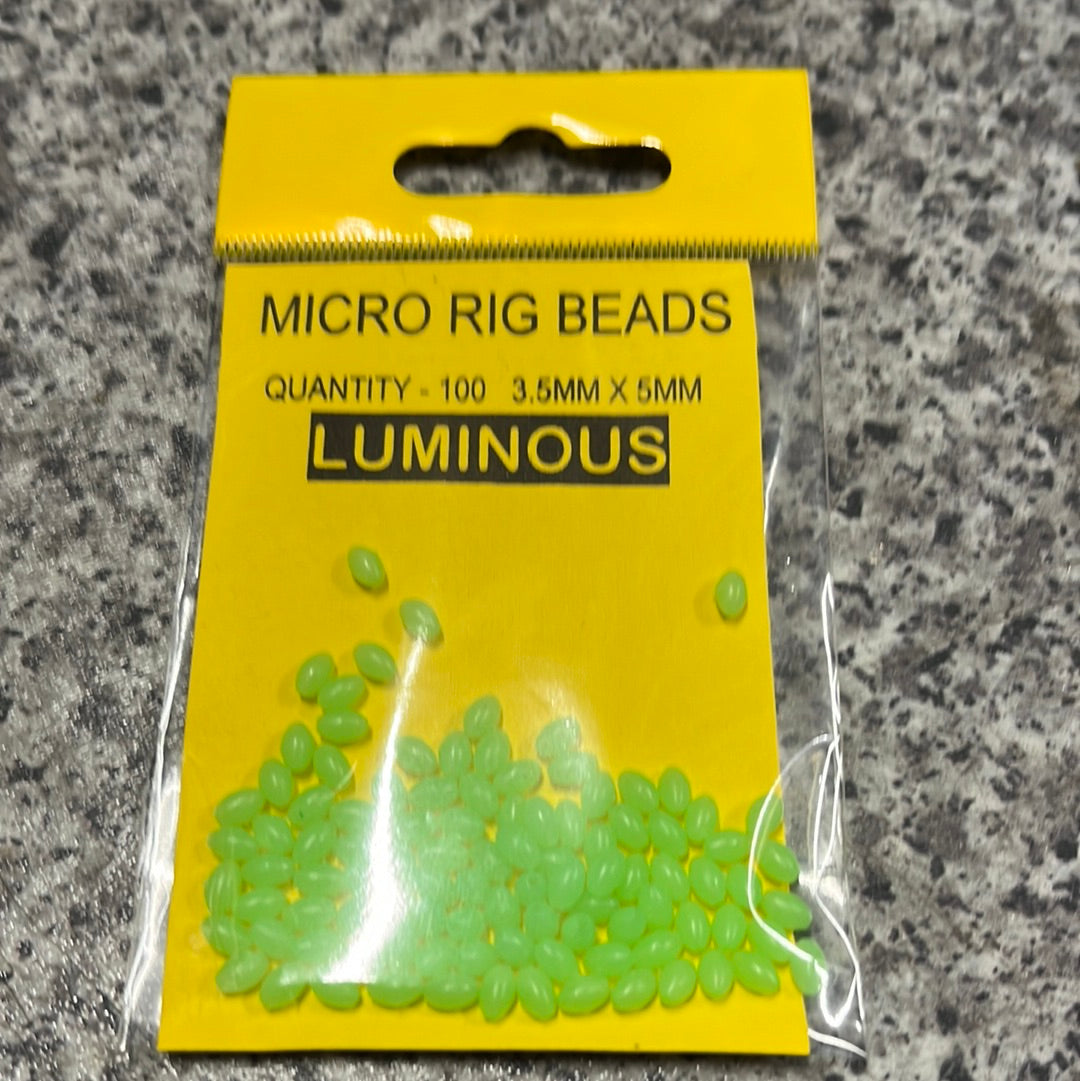 MICRO RIG BEADS
QUANTITY - 100 3.5MM X 5MM
LUMINOUS